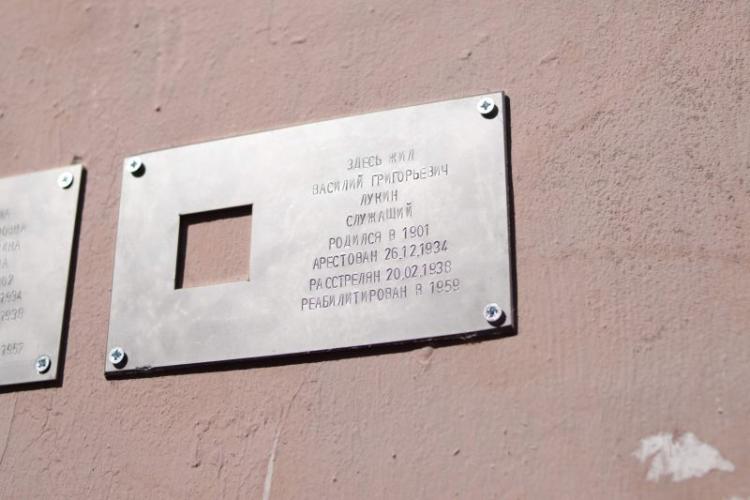 ЗДЕСЬ ЖИЛ
ВАСИЛИЙ ГРИГОРЬЕВИЧ
ЛУКИН
СЛУЖАЩИЙ
РОДИЛСЯ В 1901
АРЕСТОВАН 26.12.1934
РАССТРЕЛЯН 20.02.1938
РЕАБИЛИТИРОВАН В 1959